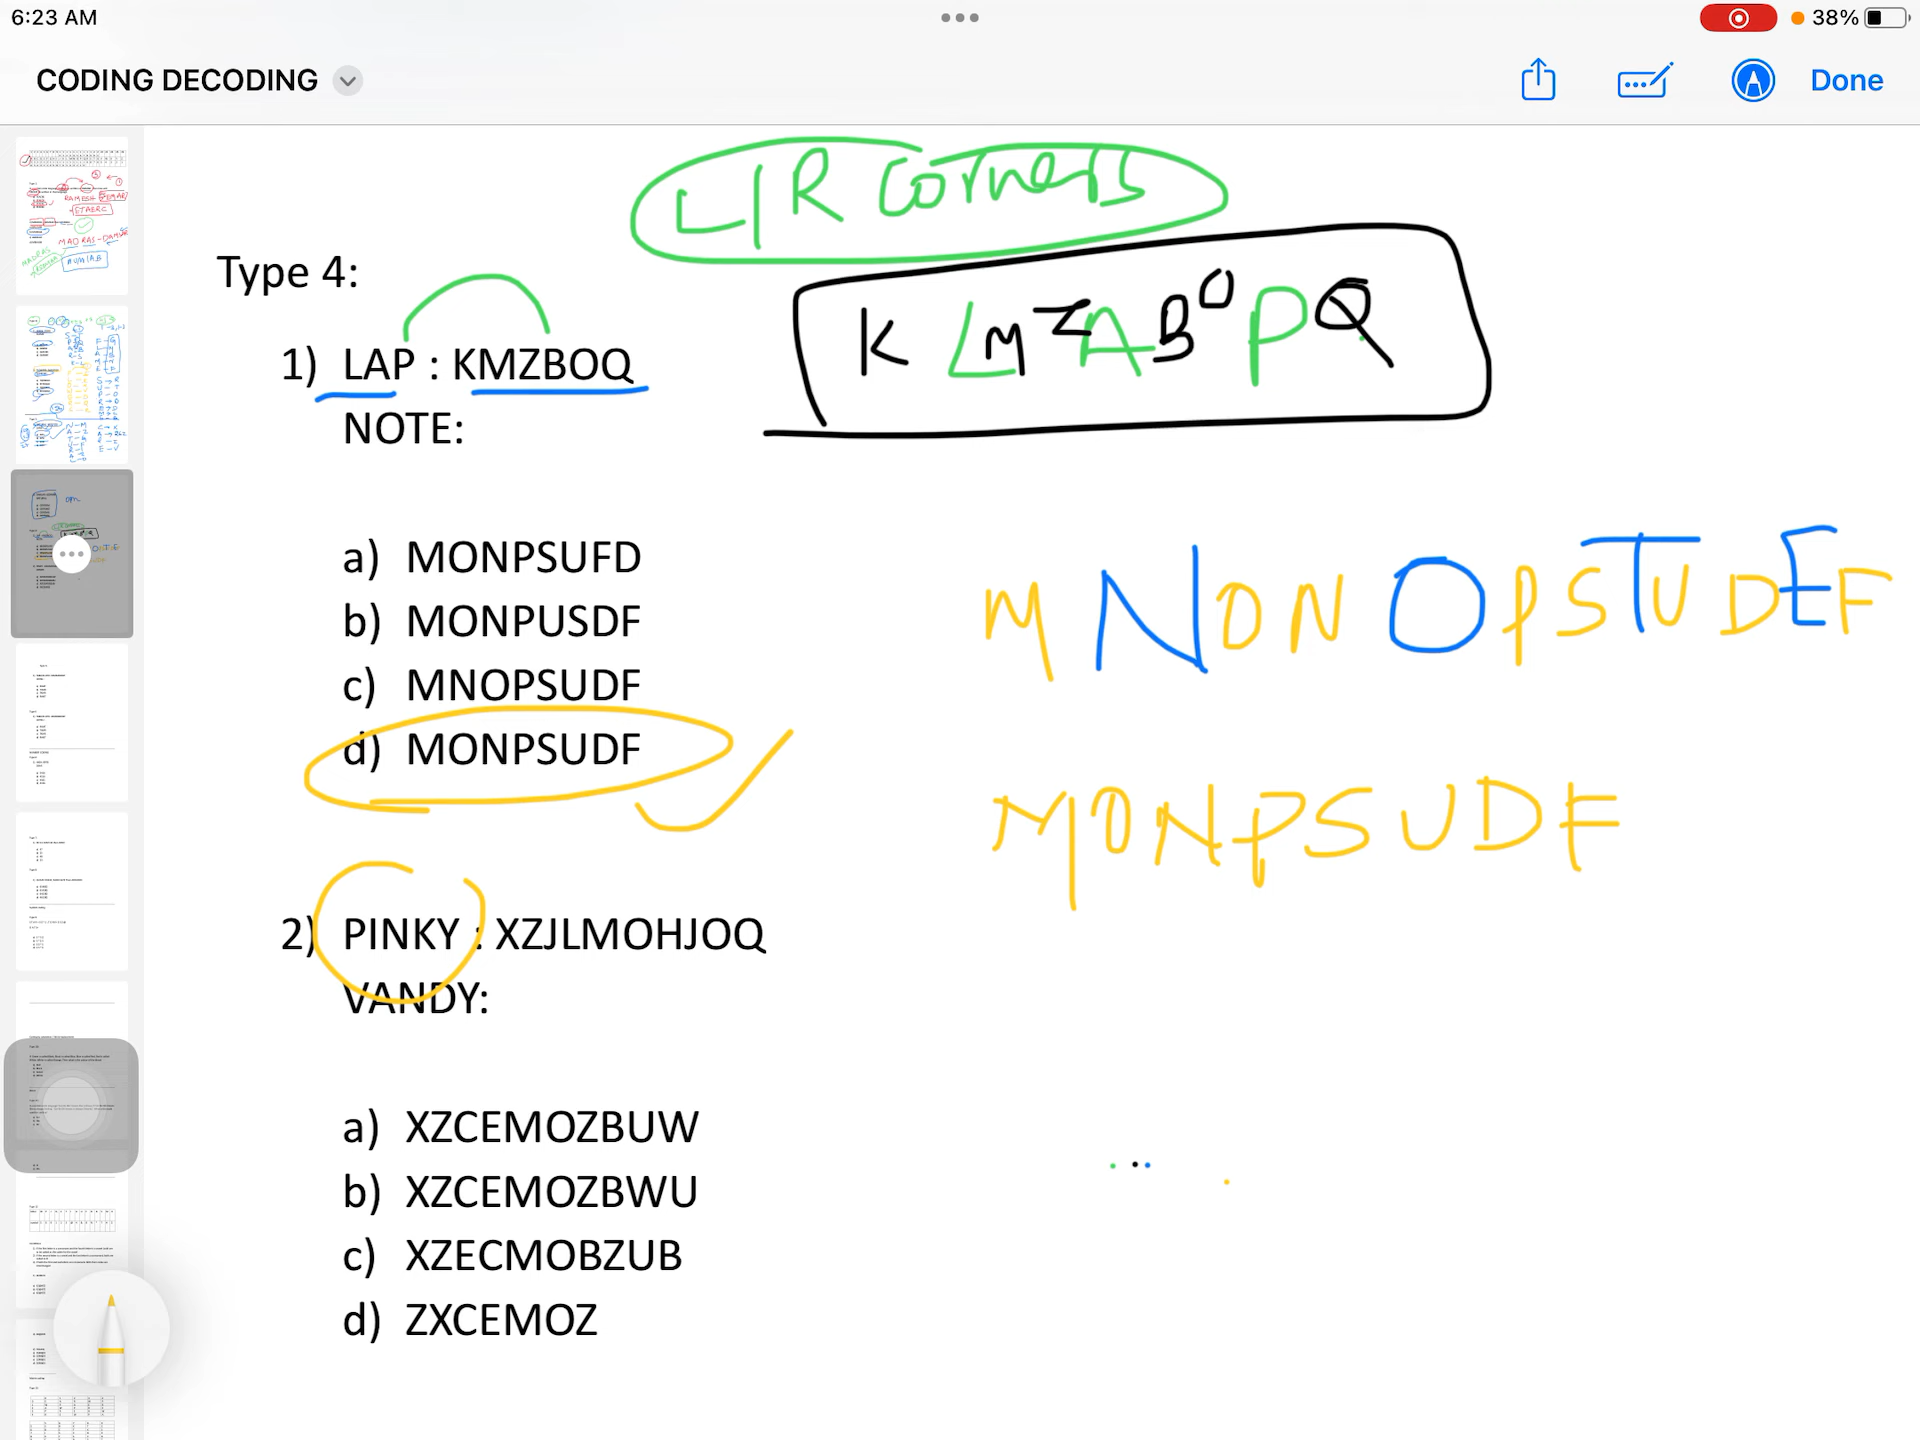 6:23 AM
38%
CODING DECODING
Done
L/R Corners
Type 4:
K L M Z A B O P Q
1) LAP : KMZBOQ
NOTE:
a) MONPSUFD
M N O N O P S T U D E F
b) MONPUSDF
c) MNOPSUDF
d) MONPSUDF
MONPSUDF
2) PINKY : XZJLMOHJOQ
VANDY:
a) XZCEMOZBUW
b) XZCEMOZBWU
c) XZECMOBZUB
d) ZXCEMOZ